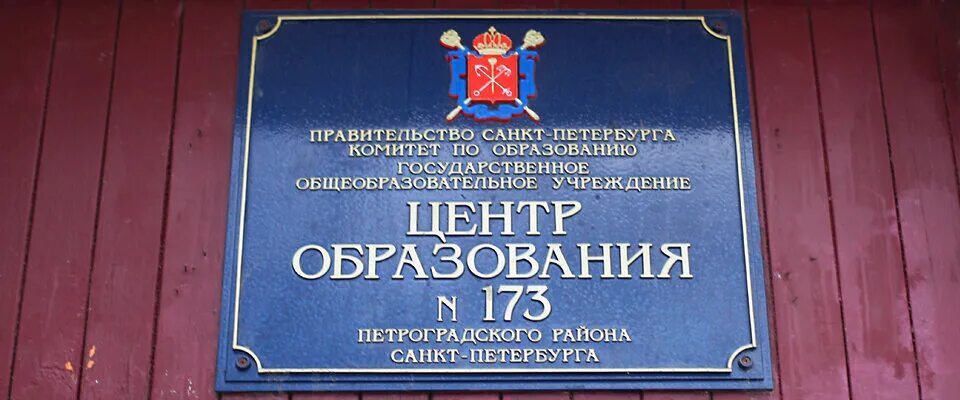 ПРАВИТЕЛЬСТВО САНКТ-ПЕТЕРБУРГА
КОМИТЕТ ПО ОБРАЗОВАНИЮ
ГОСУДАРСТВЕННОЕ
ОБЩЕОБРАЗОВАТЕЛЬНОЕ УЧРЕЖДЕНИЕ
ЦЕНТР
ОБРАЗОВАНИЯ
N 173
ПЕТРОГРАДСКОГО РАЙОНА
САНКТ-ПЕТЕРБУРГА